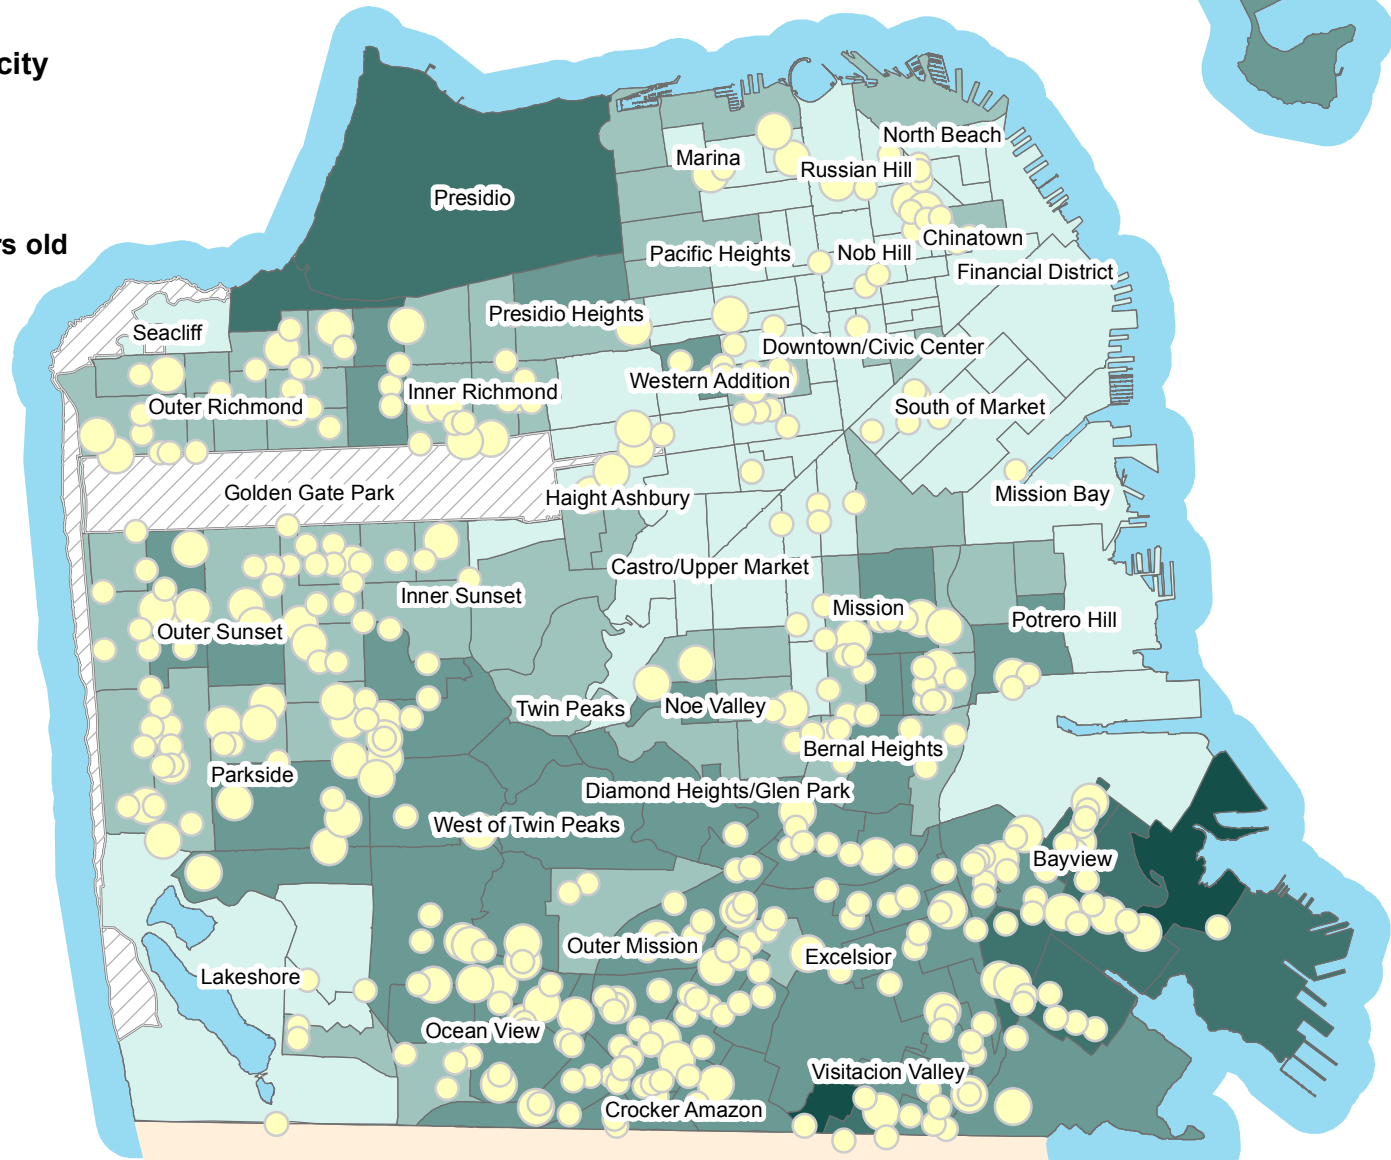 city
rs old
North Beach
Marina
Russian Hill
Presidio
Chinatown
Pacific Heights
Nob Hill
Financial District
Presidio Heights
Seacliff
Downtown/Civic Center
Western Addition
Inner Richmond
Outer Richmond
South of Market
Golden Gate Park
Haight Ashbury
Mission Bay
Castro/Upper Market
Inner Sunset
Mission
Potrero Hill
Outer Sunset
Twin Peaks
Noe Valley
Bernal Heights
Parkside
Diamond Heights/Glen Park
West of Twin Peaks
Bayview
Outer Mission
Excelsior
Lakeshore
Ocean View
Visitacion Valley
Crocker Amazon